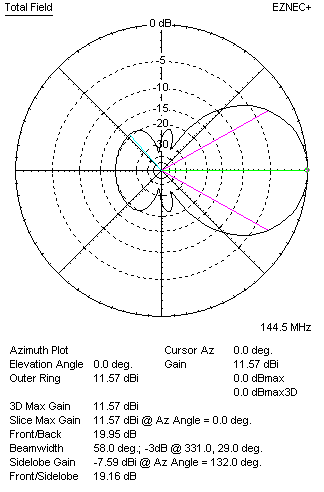 Total Field
EZNEC+
0 dB
-5
-10
-15
-20
-30
144.5 MHz
Azimuth Plot
Cursor Az 0.0 deg.
Elevation Angle 0.0 deg.
Gain 11.57 dBi
Outer Ring 11.57 dBi
0.0 dBmax
0.0 dBmax3D
3D Max Gain 11.57 dBi
Slice Max Gain 11.57 dBi @ Az Angle = 0.0 deg.
Front/Back 19.95 dB
Beamwidth 58.0 deg.; -3dB @ 331.0, 29.0 deg.
Sidelobe Gain -7.59 dBi @ Az Angle = 132.0 deg.
Front/Sidelobe 19.16 dB